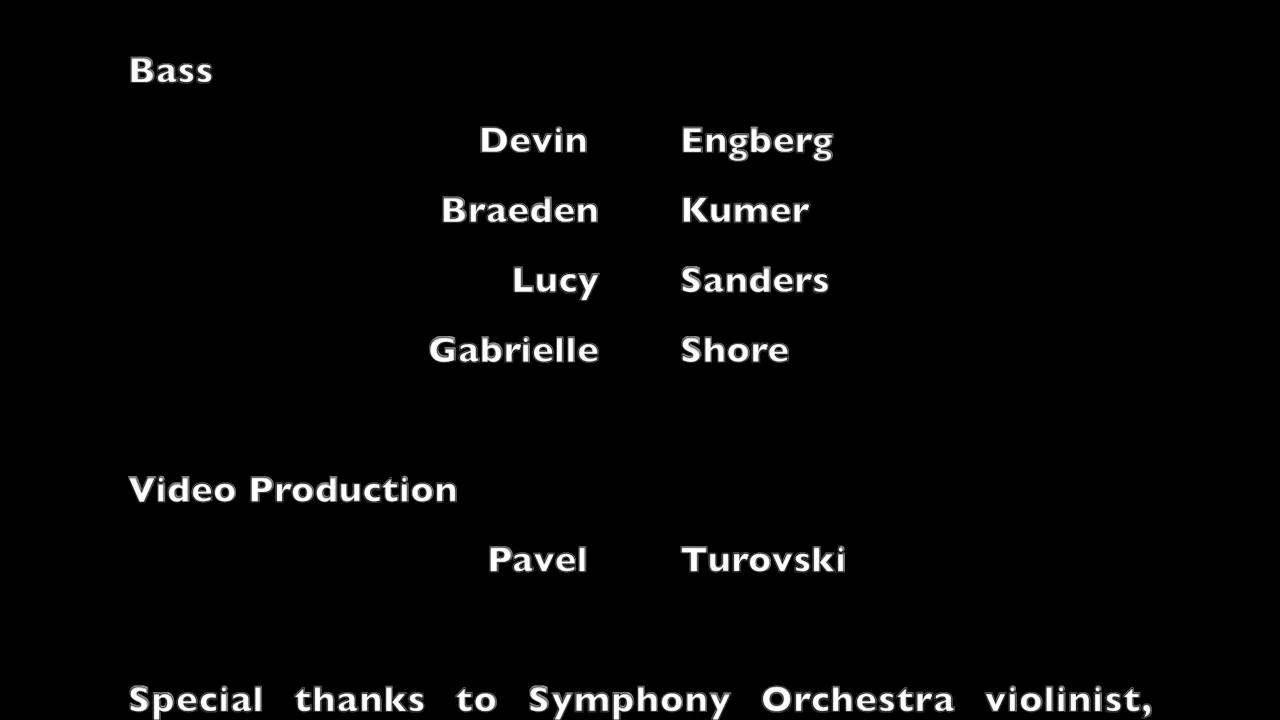 Bass
Devin Engberg
Braeden Kumer
Lucy Sanders
Gabrielle Shore
Video Production
Pavel Turovski
Special thanks to Symphony Orchestra violinist,